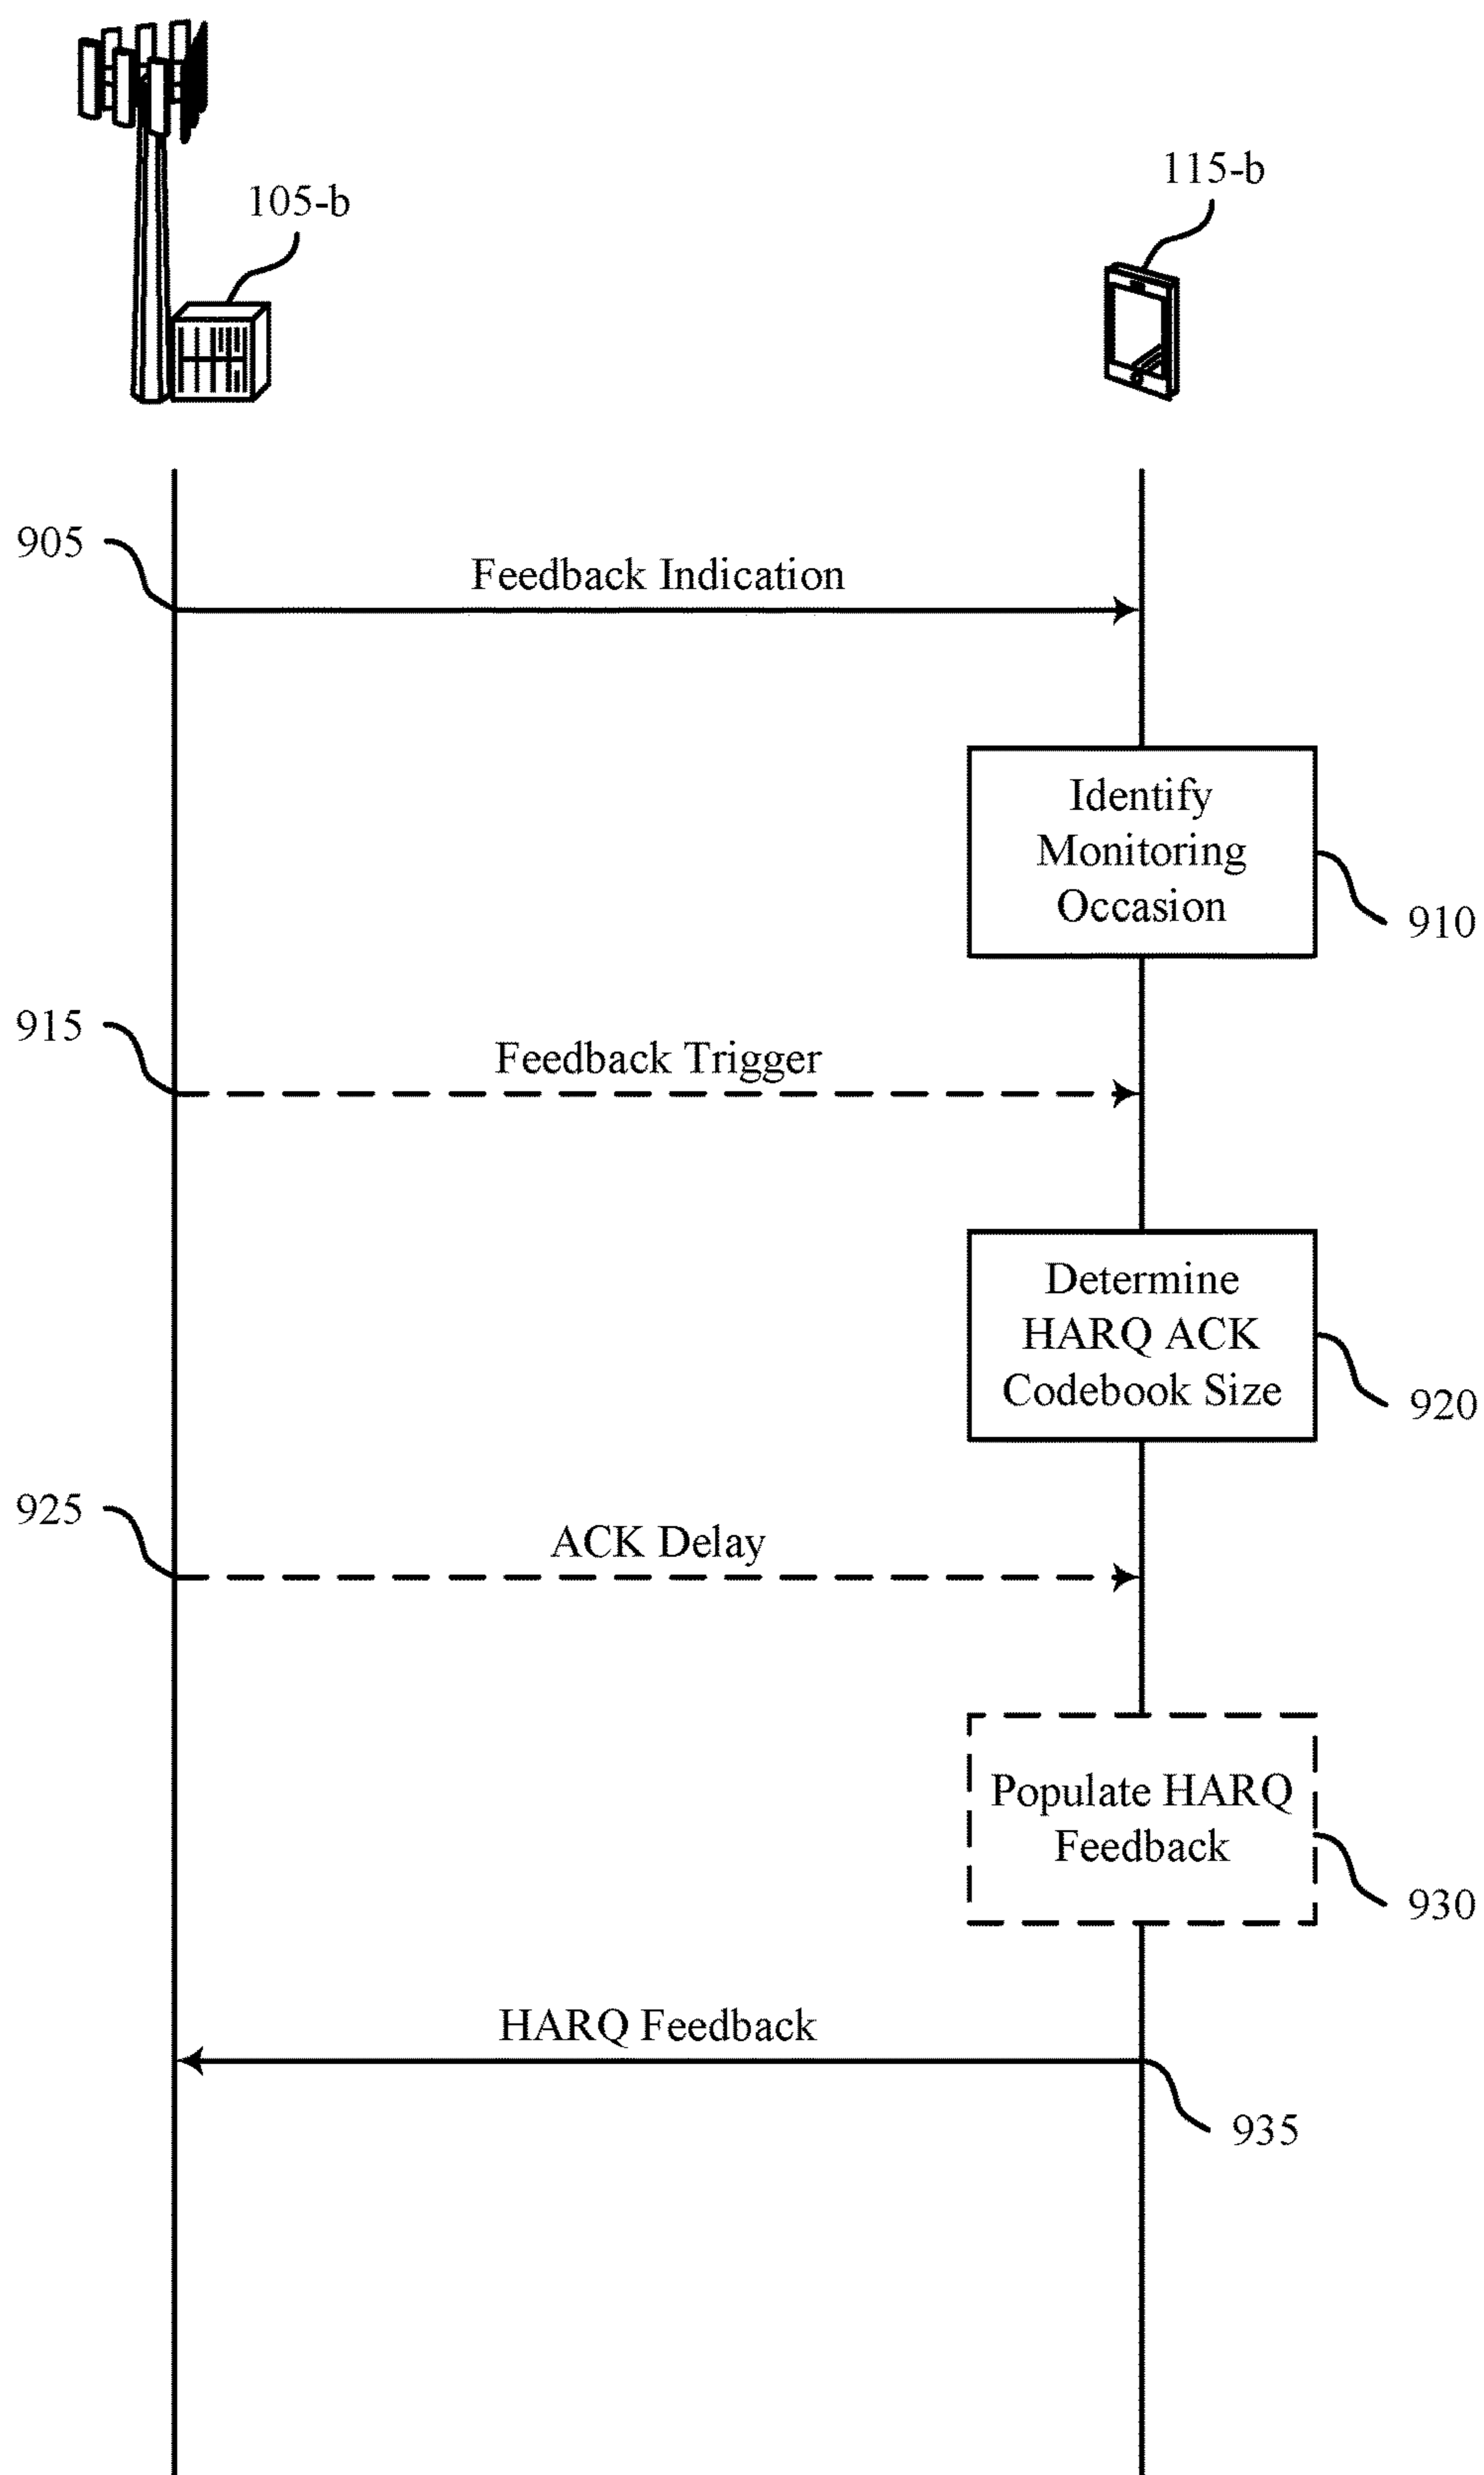 105-b
115-b
905
Feedback Indication
Identify
Monitoring
Occasion
910
915
Feedback Trigger
Determine
HARQ ACK
Codebook Size
920
925
ACK Delay
Populate HARQ
Feedback
930
HARQ Feedback
935